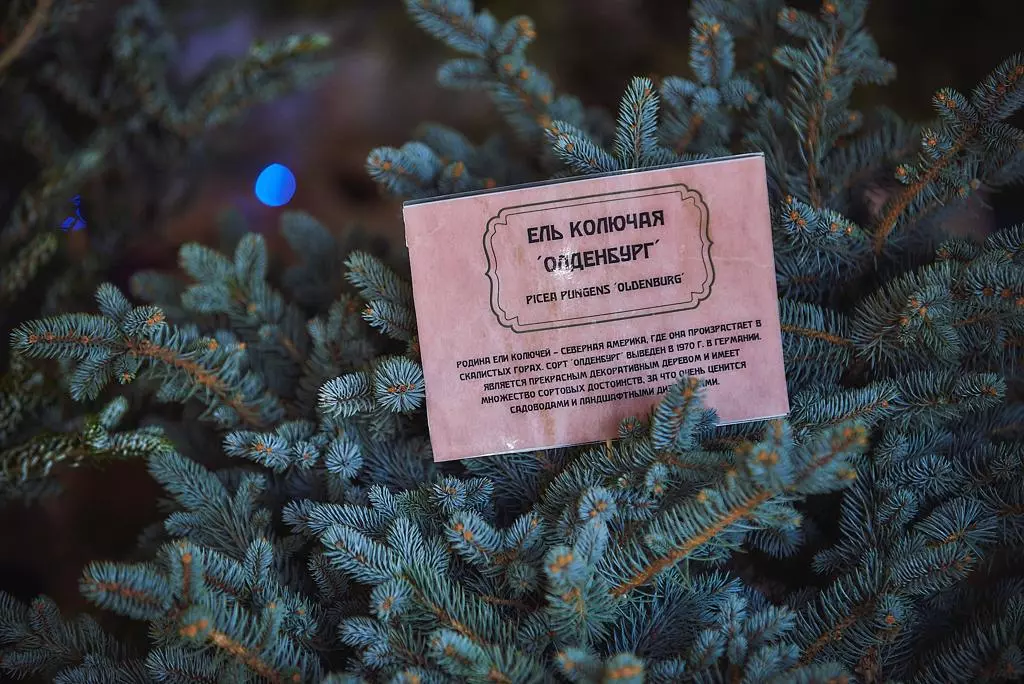 ЕЛЬ КОЛЮЧАЯ
'ОЛДЕНБУРГ'
PICEA PUNGENS 'OLDENBURG'
РОДИНА ЕЛИ КОЛЮЧЕЙ – СЕВЕРНАЯ АМЕРИКА, ГДЕ ОНА ПРОИЗРАСТАЕТ В
СКАЛИСТЫХ ГОРАХ. СОРТ 'ОЛДЕНБУРГ' ВЫВЕДЕН В 1970 Г. В ГЕРМАНИИ.
ЯВЛЯЕТСЯ ПРЕКРАСНЫМ ДЕКОРАТИВНЫМ ДЕРЕВОМ И ИМЕЕТ
МНОЖЕСТВО СОРТОВЫХ ДОСТОИНСТВ, ЗА ЧТО ОЧЕНЬ ЦЕНИТСЯ
САДОВОДАМИ И ЛАНДШАФТНЫМИ